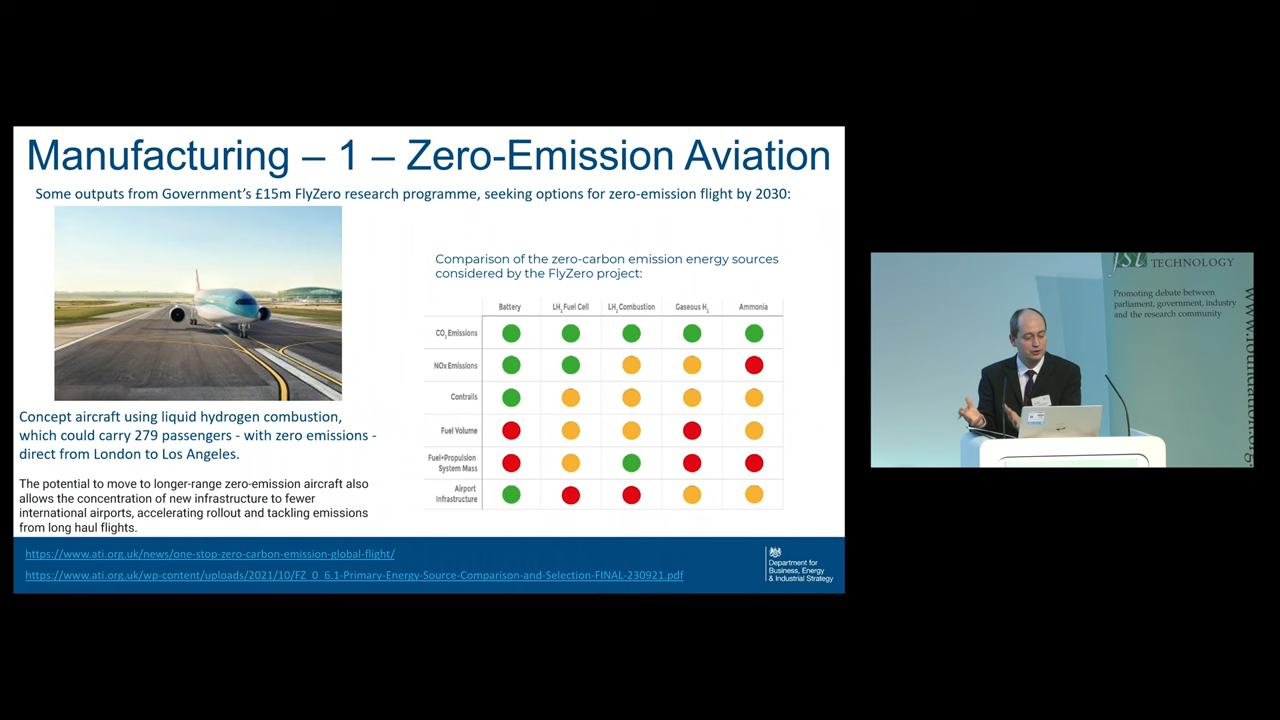 Manufacturing – 1 – Zero-Emission Aviation
Some outputs from Government's £15m FlyZero research programme, seeking options for zero-emission flight by 2030:
Concept aircraft using liquid hydrogen combustion,
which could carry 279 passengers - with zero emissions -
direct from London to Los Angeles.
The potential to move to longer-range zero-emission aircraft also
allows the concentration of new infrastructure to fewer
international airports, accelerating rollout and tackling emissions
from long haul flights.
Comparison of the zero-carbon emission energy sources
considered by the FlyZero project:
Battery LH2 Fuel Cell LH2 Combustion Gaseous H2 Ammonia
CO2 Emissions
NOx Emissions
Contrails
Fuel Volume
Fuel+Propulsion
System Mass
Airport
Infrastructure
https://www.ati.org.uk/news/one-stop-zero-carbon-emission-global-flight/
https://www.ati.org.uk/wp-content/uploads/2021/10/FZ_0_6.1-Primary-Energy-Source-Comparison-and-Selection-FINAL-230921.pdf
Department for
Business, Energy
& Industrial Strategy
fst TECHNOLOGY
Promoting debate between
parliament, government, industry
and the research community